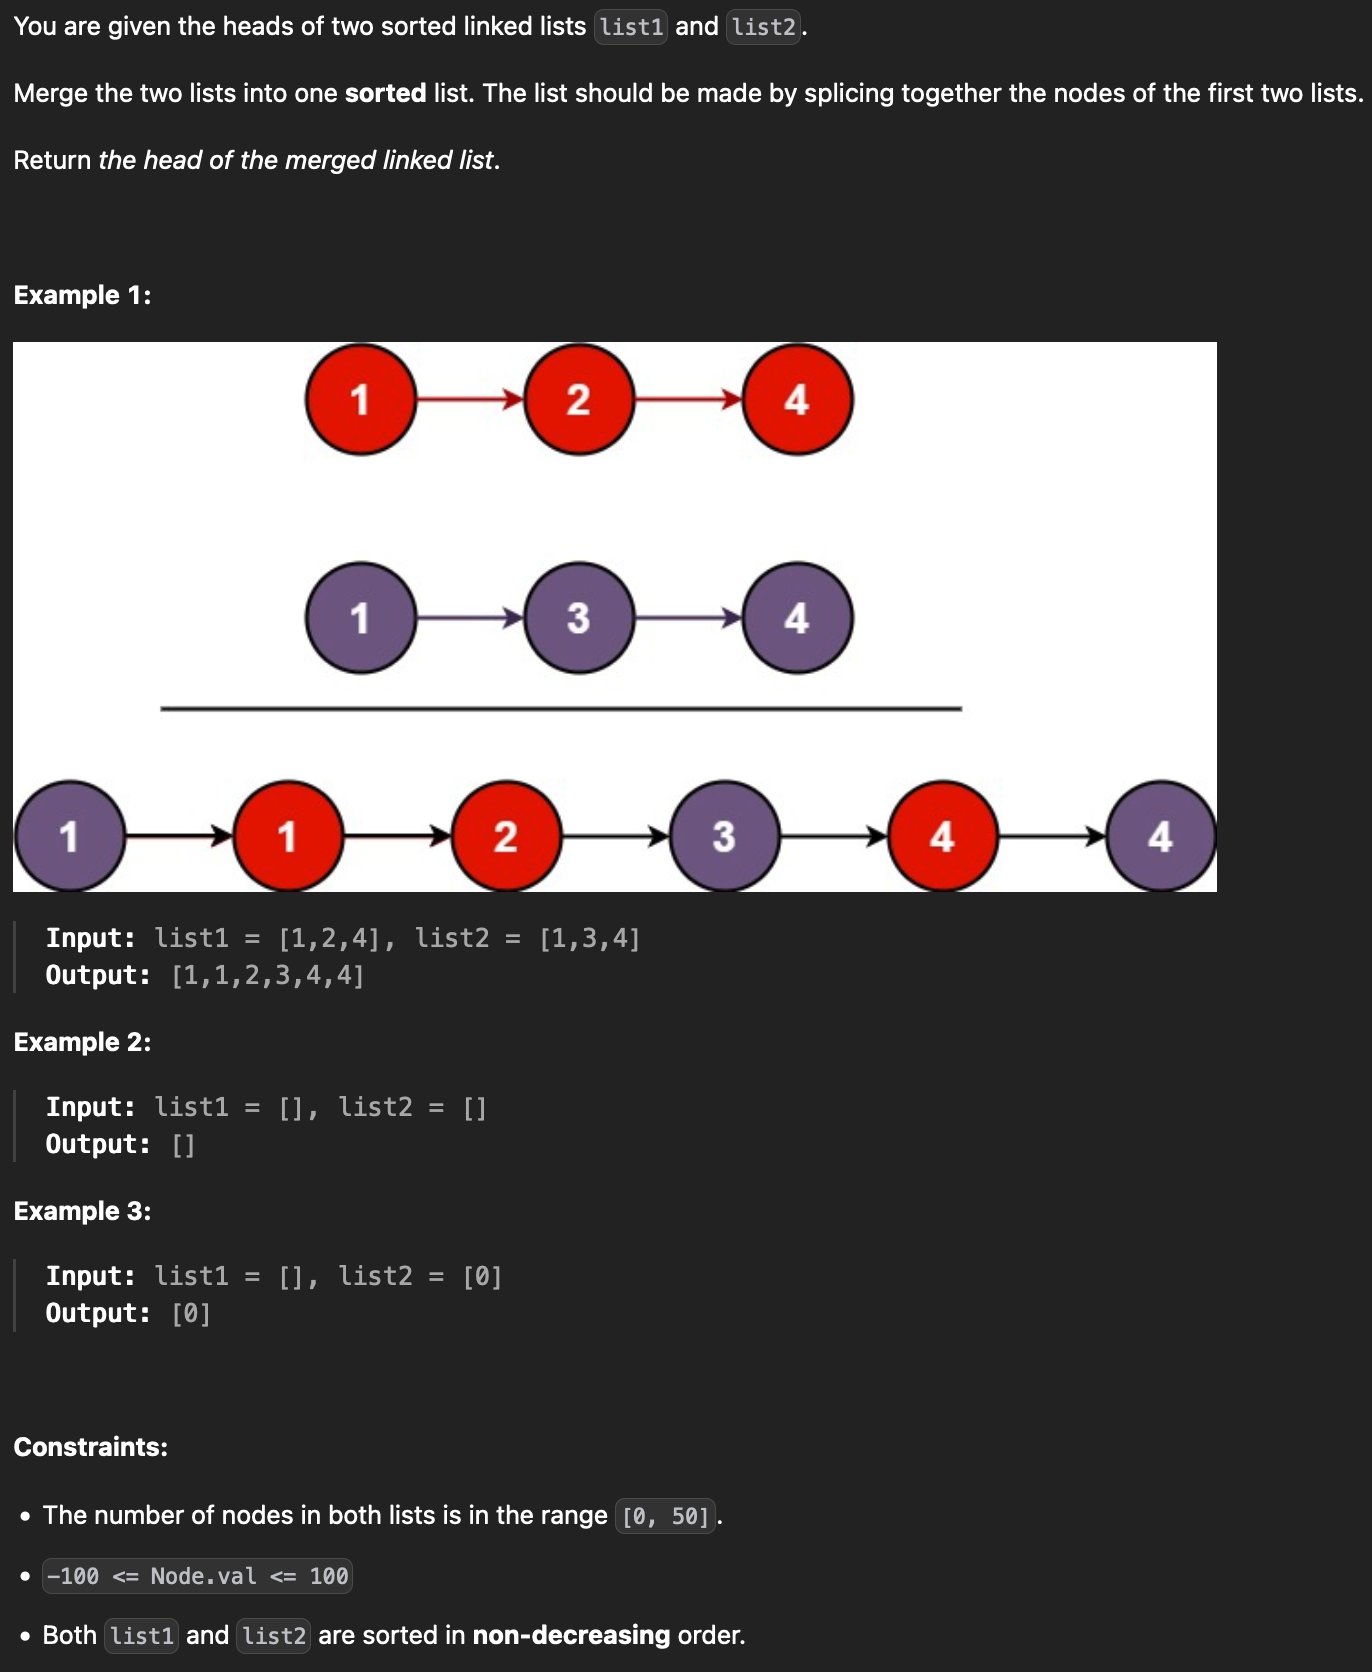 You are given the heads of two sorted linked lists list1 and list2.
Merge the two lists into one sorted list. The list should be made by splicing together the nodes of the first two lists.
Return the head of the merged linked list.
Example 1:
1 2 4
1 3 4
1 1 2 3 4 4
Input: list1 = [1,2,4], list2 = [1,3,4]
Output: [1,1,2,3,4,4]
Example 2:
Input: list1 = [], list2 = []
Output: []
Example 3:
Input: list1 = [], list2 = [0]
Output: [0]
Constraints:
• The number of nodes in both lists is in the range [0, 50].
• -100 <= Node.val <= 100
• Both list1 and list2 are sorted in non-decreasing order.